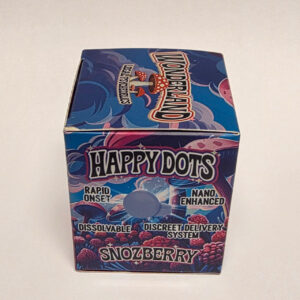 WONDERLAND
HAPPY DOTS
RAPID ONSET
NANO ENHANCED
DISSOLVABLE
DISCREET DELIVERY SYSTEM
SNOZBERRY